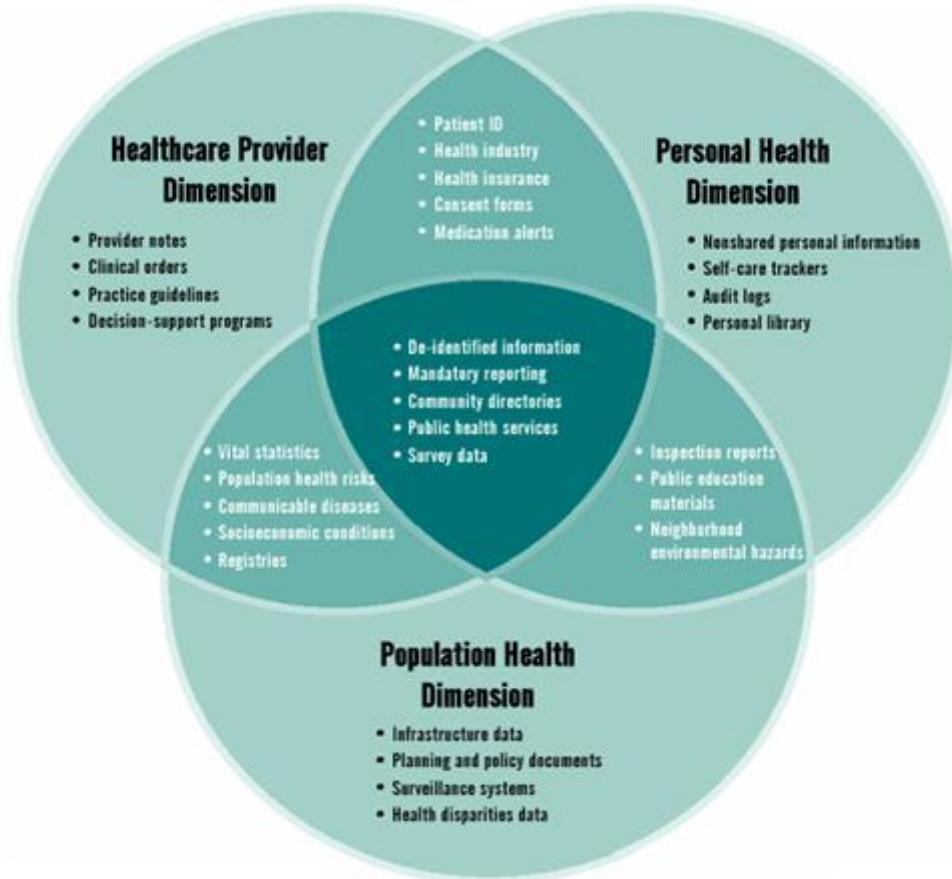 Healthcare Provider
Dimension
• Provider notes
• Clinical orders
• Practice guidelines
• Decision-support programs
• Patient ID
• Health industry
• Health insurance
• Consent forms
• Medication alerts
Personal Health
Dimension
• Nonshared personal information
• Self-care trackers
• Audit logs
• Personal library
• De-identified information
• Mandatory reporting
• Community directories
• Public health services
• Survey data
• Vital statistics
• Population health risks
• Communicable diseases
• Socioeconomic conditions
• Registries
• Inspection reports
• Public education
materials
• Neighborhood
environmental hazards
Population Health
Dimension
• Infrastructure data
• Planning and policy documents
• Surveillance systems
• Health disparities data